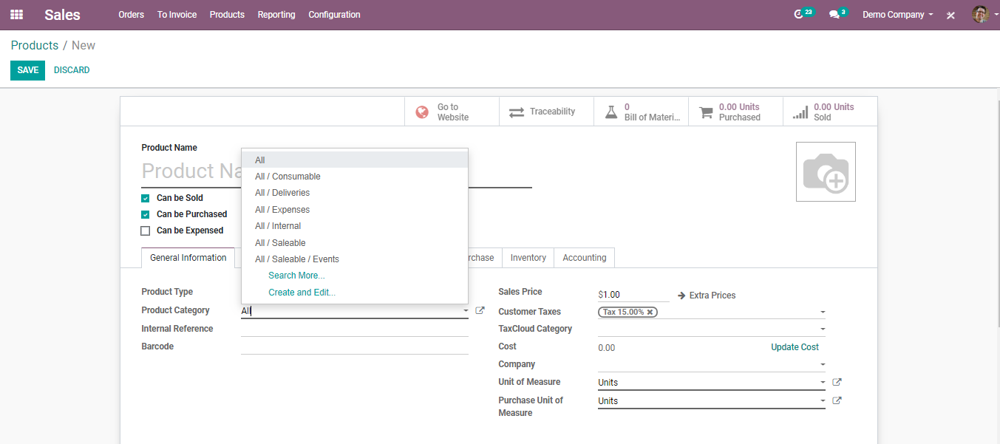 Sales Orders To Invoice Products Reporting Configuration 23 3 Demo Company
Products / New
SAVE DISCARD
Go to Website
Traceability
0 Bill of Materi...
0.00 Units Purchased
0.00 Units Sold
Product Name
Product Na
Can be Sold
Can be Purchased
Can be Expensed
All
All / Consumable
All / Deliveries
All / Expenses
All / Internal
All / Saleable
All / Saleable / Events
Search More...
Create and Edit...
General Information rchase Inventory Accounting
Product Type
Product Category All
Internal Reference
Barcode
Sales Price $1.00 Extra Prices
Customer Taxes Tax 15.00%
TaxCloud Category
Cost 0.00 Update Cost
Company
Unit of Measure Units
Purchase Unit of Units
Measure